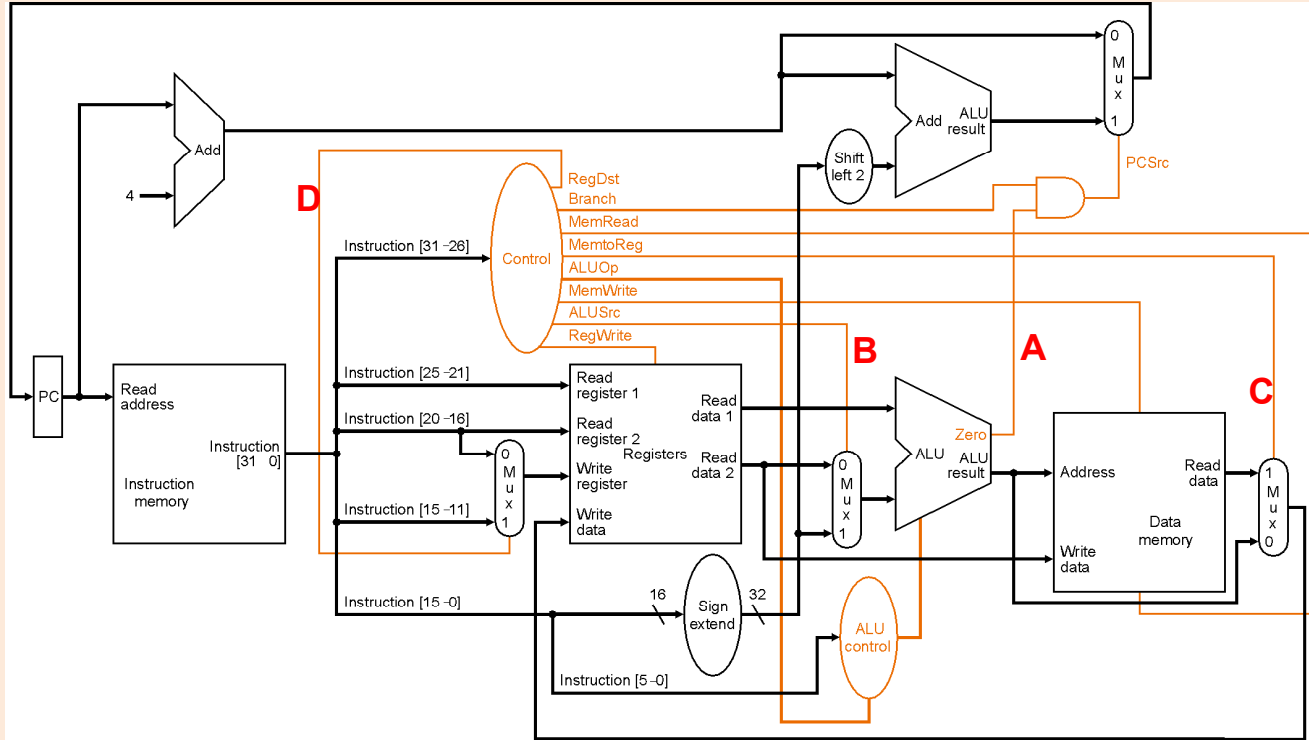 0
M
u
x
1
Add
ALU
result
Add
4
Shift
left 2
PCSrc
D
RegDst
Branch
MemRead
MemtoReg
ALUOp
MemWrite
ALUSrc
RegWrite
Control
Instruction [31–26]
B
A
C
PC
Read
address
Instruction
[31 0]
Instruction
memory
Instruction [25–21]
Instruction [20–16]
Instruction [15–11]
Instruction [15–0]
Instruction [5–0]
0
M
u
x
1
Read
register 1
Read
register 2
Registers
Write
register
Write
data
Read
data 1
Read
data 2
0
M
u
x
1
Zero
ALU
ALU
result
Address
Read
data
Data
memory
Write
data
1
M
u
x
0
16
Sign
extend
32
ALU
control